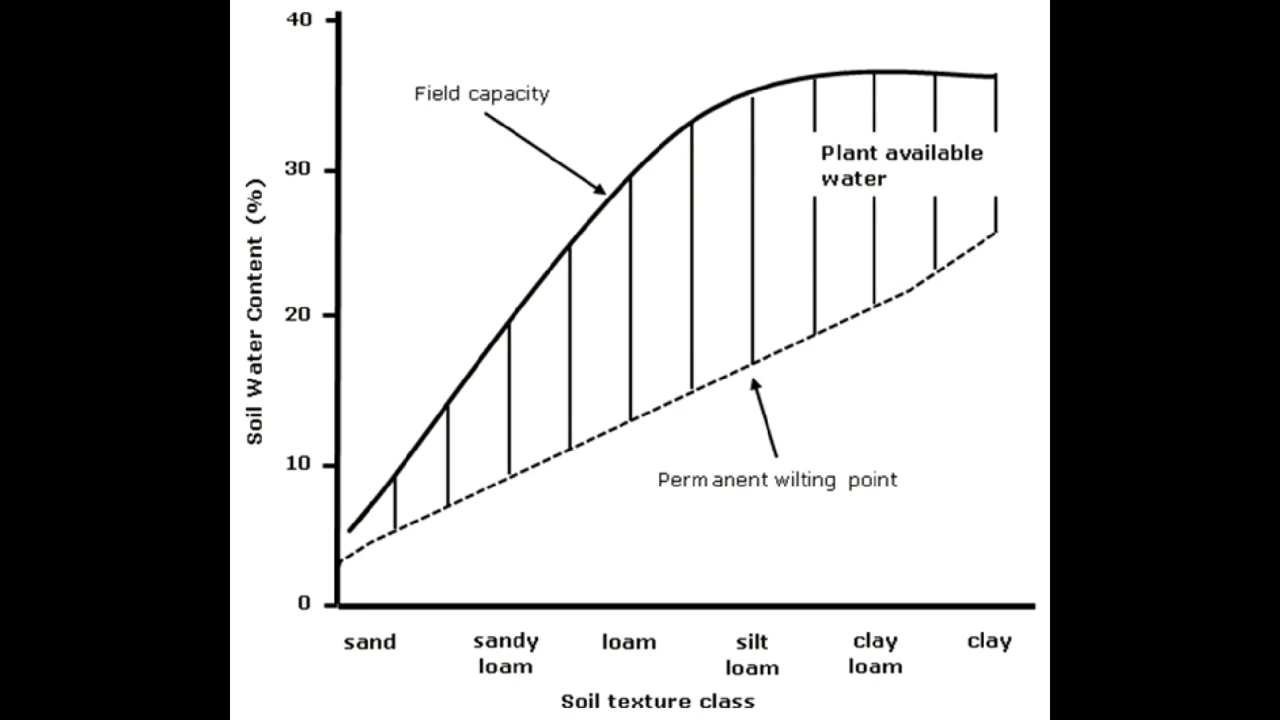 40
Field capacity
Plant available
water
30
Soil Water Content (%)
20
10
Permanent wilting point
0
sand
sandy
loam
loam
silt
loam
clay
loam
clay
Soil texture class